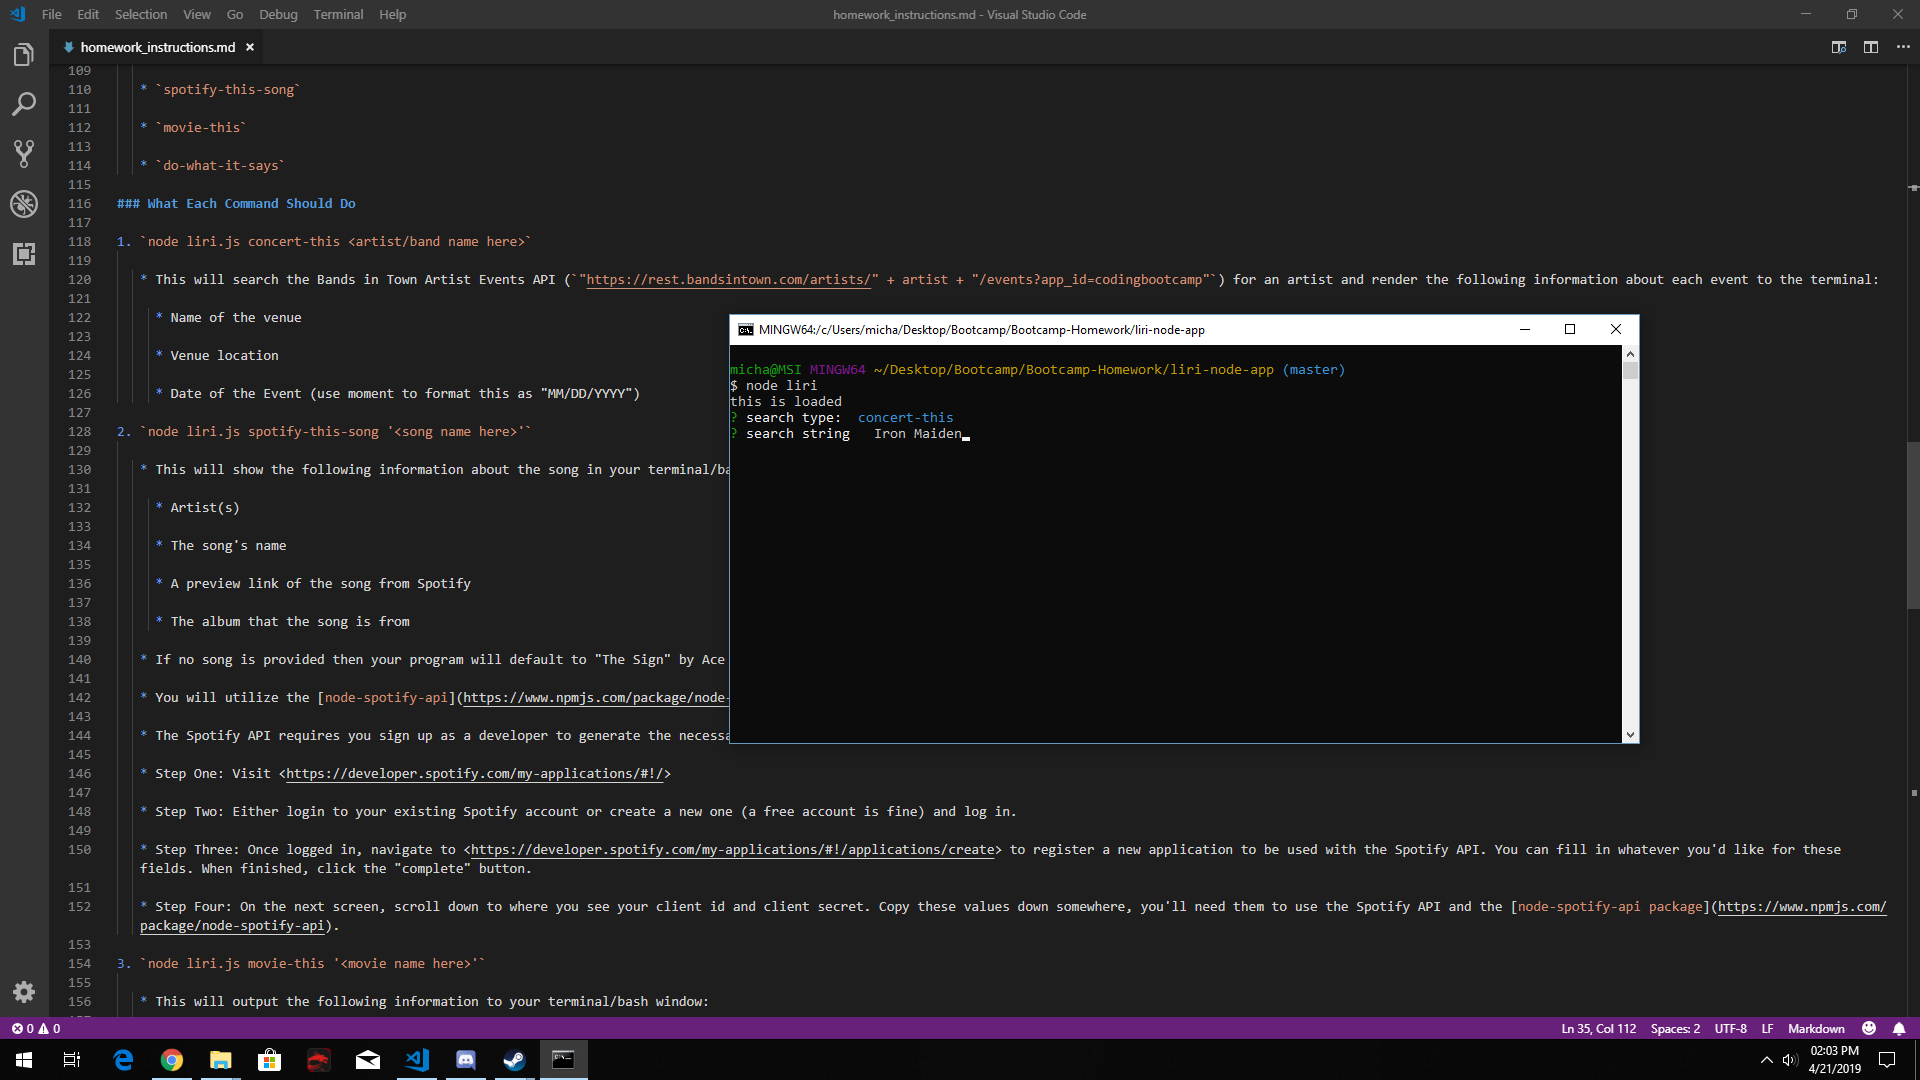 File Edit Selection View Go Debug Terminal Help
homework_instructions.md - Visual Studio Code
homework_instructions.md
109
110 * `spotify-this-song`
111
112 * `movie-this`
113
114 * `do-what-it-says`
115
116 ### What Each Command Should Do
117
118 1. `node liri.js concert-this <artist/band name here>`
119
120 * This will search the Bands in Town Artist Events API (`"https://rest.bandsintown.com/artists/" + artist + "/events?app_id=codingbootcamp"`) for an artist and render the following information about each event to the terminal:
121
122 * Name of the venue
123
124 * Venue location
125
126 * Date of the Event (use moment to format this as "MM/DD/YYYY")
127
128 2. `node liri.js spotify-this-song '<song name here>'`
129
130 * This will show the following information about the song in your terminal/ba
131
132 * Artist(s)
133
134 * The song's name
135
136 * A preview link of the song from Spotify
137
138 * The album that the song is from
139
140 * If no song is provided then your program will default to "The Sign" by Ace
141
142 * You will utilize the [node-spotify-api](https://www.npmjs.com/package/node-
143
144 * The Spotify API requires you sign up as a developer to generate the necessa
145
146 * Step One: Visit <https://developer.spotify.com/my-applications/#!/>
147
148 * Step Two: Either login to your existing Spotify account or create a new one (a free account is fine) and log in.
149
150 * Step Three: Once logged in, navigate to <https://developer.spotify.com/my-applications/#!/applications/create> to register a new application to be used with the Spotify API. You can fill in whatever you'd like for these
fields. When finished, click the "complete" button.
151
152 * Step Four: On the next screen, scroll down to where you see your client id and client secret. Copy these values down somewhere, you'll need them to use the Spotify API and the [node-spotify-api package](https://www.npmjs.com/
package/node-spotify-api).
153
154 3. `node liri.js movie-this '<movie name here>'`
155
156 * This will output the following information to your terminal/bash window:
MINGW64:/c/Users/micha/Desktop/Bootcamp/Bootcamp-Homework/liri-node-app
micha@MSI MINGW64 ~/Desktop/Bootcamp/Bootcamp-Homework/liri-node-app (master)
$ node liri
this is loaded
? search type:  concert-this
? search string   Iron Maiden
0 0
Ln 35, Col 112 Spaces: 2 UTF-8 LF Markdown
02:03 PM
4/21/2019